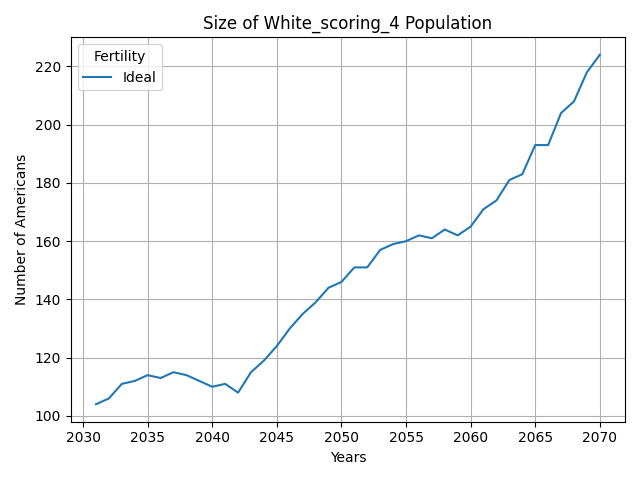 Size of White_scoring_4 Population
Fertility
Ideal
Number of Americans
220
200
180
160
140
120
100
2030 2035 2040 2045 2050 2055 2060 2065 2070
Years